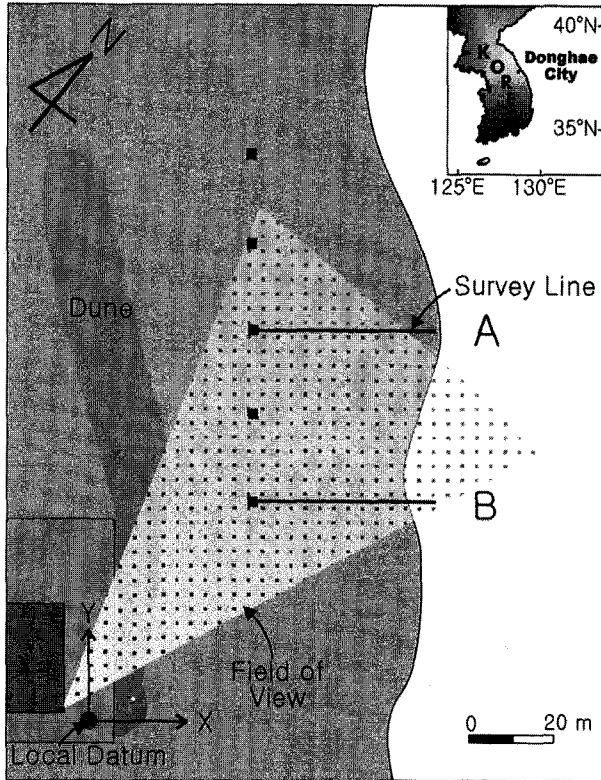 N
40°N
K
O
R
Donghae
City
35°N
125°E 130°E
Dune
Survey Line
A
B
Y
Field of
View
X
Local Datum
0 20 m